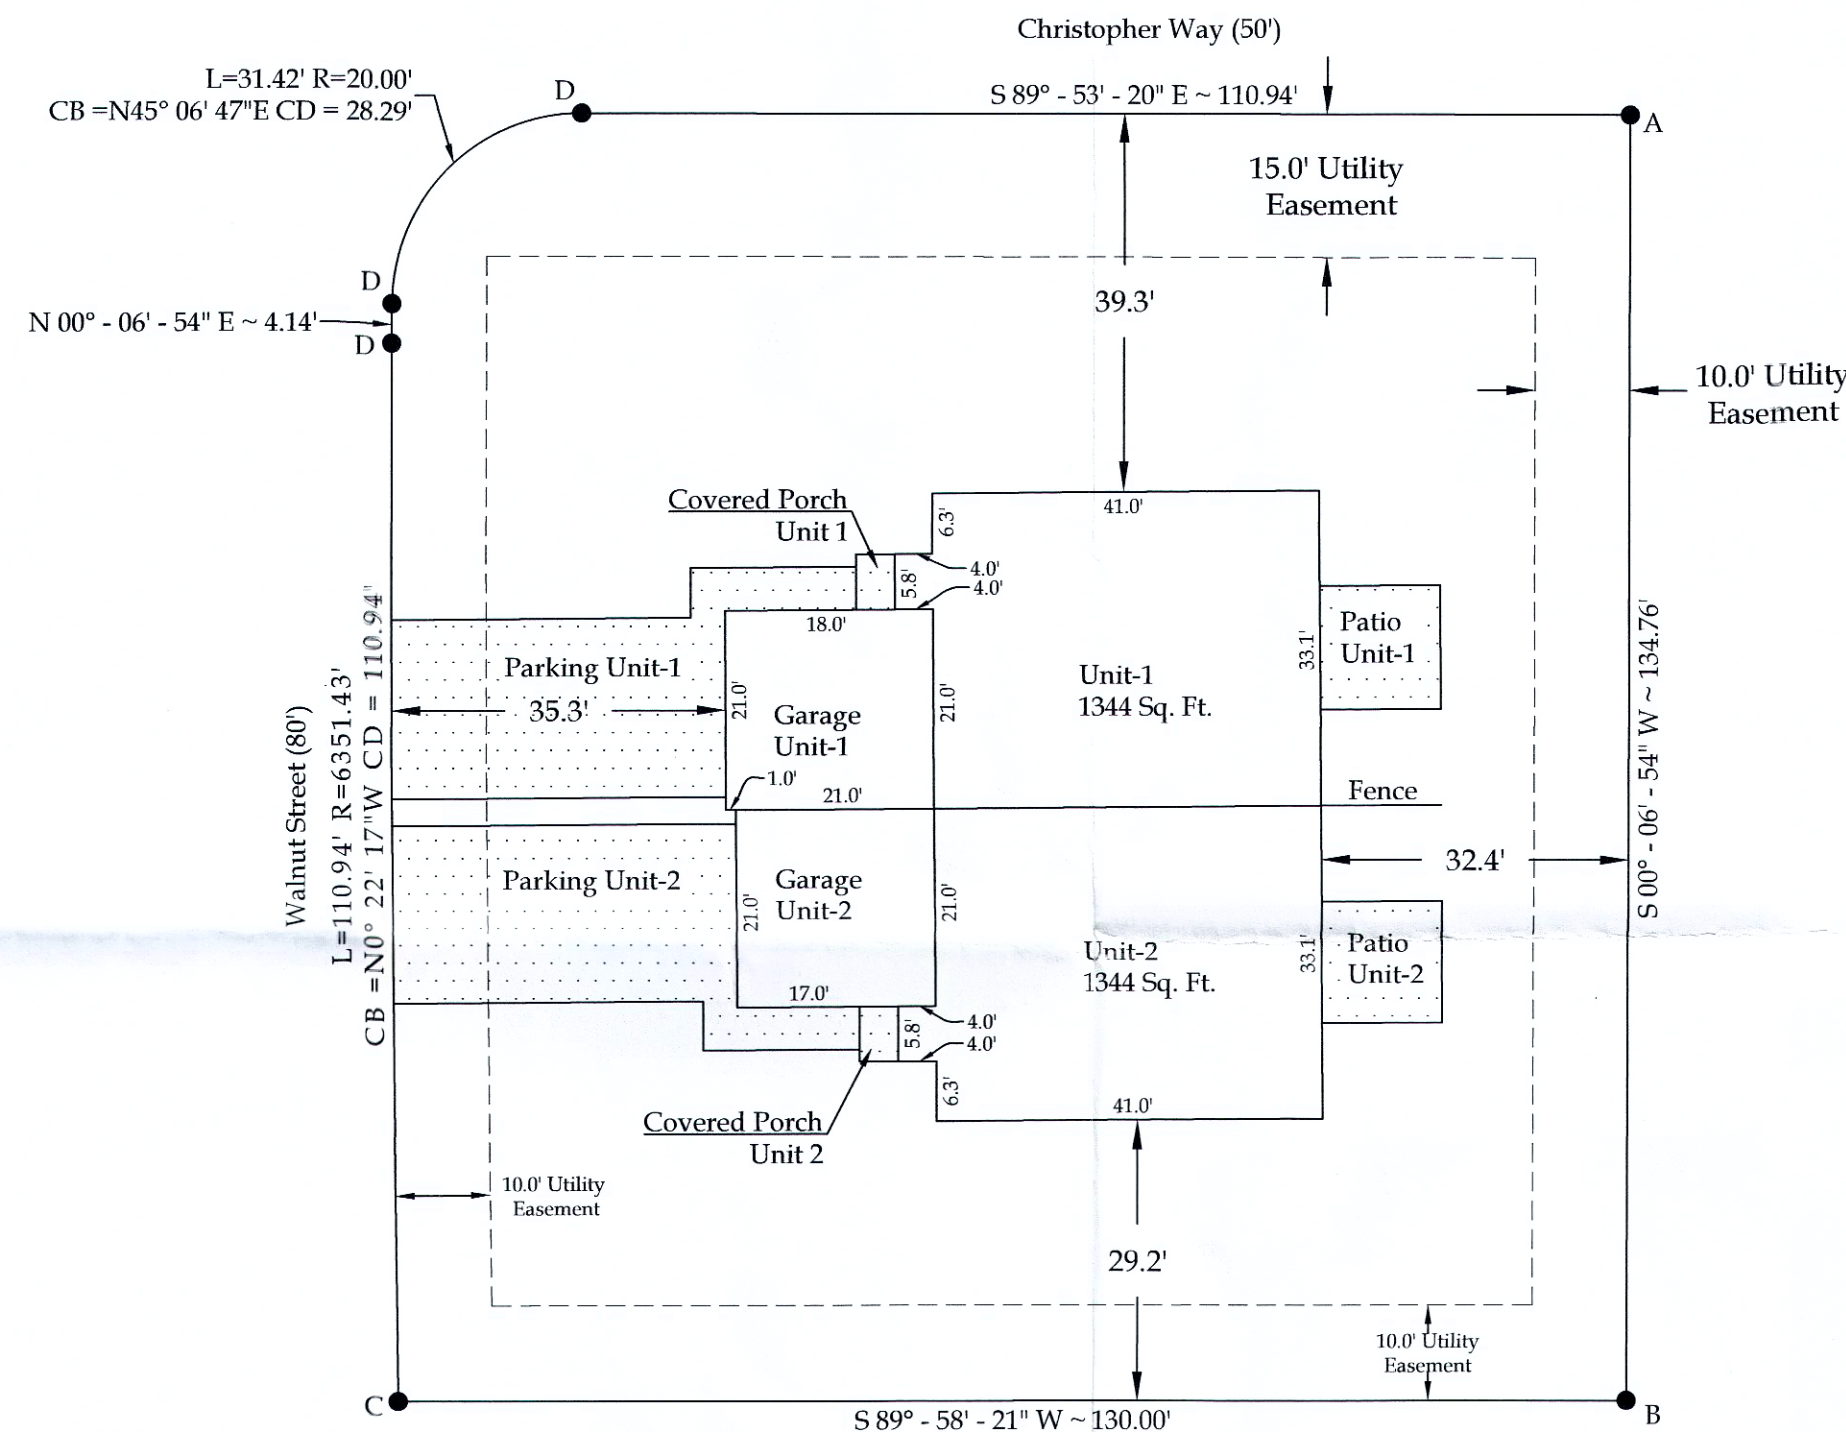 Christopher Way (50')
L=31.42' R=20.00'
CB =N45° 06' 47"E CD = 28.29'
D
S 89° - 53' - 20" E ~ 110.94'
A
15.0' Utility
Easement
D
N 00° - 06' - 54" E ~ 4.14'
D
39.3'
10.0' Utility
Easement
Covered Porch
Unit 1
6.3'
41.0'
4.0'
4.0'
5.8'
18.0'
Parking Unit-1
35.3'
21.0'
Garage
Unit-1
21.0'
Unit-1
1344 Sq. Ft.
33.1'
Patio
Unit-1
1.0'
21.0'
Fence
Walnut Street (80')
L=110.94' R=6351.43'
CB =N0° 22' 17"W CD = 110.94"
S 00° - 06' - 54" W ~ 134.76'
32.4'
Parking Unit-2
21.0'
Garage
Unit-2
21.0'
Unit-2
1344 Sq. Ft.
33.1'
Patio
Unit-2
17.0'
5.8'
4.0'
4.0'
6.3'
41.0'
Covered Porch
Unit 2
10.0' Utility
Easement
29.2'
10.0' Utility
Easement
C
S 89° - 58' - 21" W ~ 130.00'
B